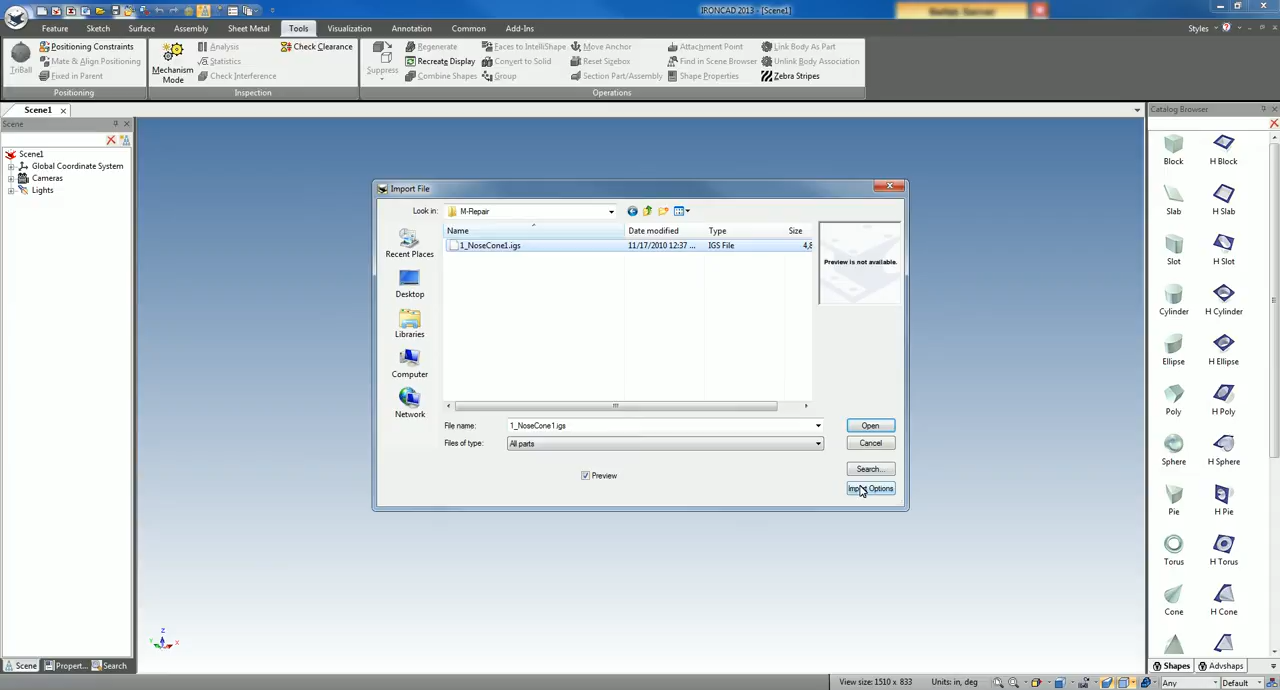 IRONCAD 2013 - [Scene1]
Feature Sketch Surface Assembly Sheet Metal Tools Visualization Annotation Common Add-Ins Styles
TriBall
Positioning Constraints
Mate & Align Positioning
Fixed in Parent
Positioning
Mechanism Mode
Analysis
Statistics
Check Interference
Check Clearance
Inspection
Suppress
Regenerate
Recreate Display
Combine Shapes
Faces to IntelliShape
Convert to Solid
Group
Move Anchor
Reset Sizebox
Section Part/Assembly
Attachment Point
Find in Scene Browser
Shape Properties
Link Body As Part
Unlink Body Association
Zebra Stripes
Operations
Scene1
Scene
Scene1
Global Coordinate System
Cameras
Lights
Import File
Look in: M-Repair
Name Date modified Type Size
1_NoseCone1.igs 11/17/2010 12:37 ... IGS File 4,8
Preview is not available.
Recent Places
Desktop
Libraries
Computer
Network
File name: 1_NoseCone1.igs
Files of type: All parts
Open
Cancel
Preview
Search...
Import Options
Catalog Browser
Block H Block
Slab H Slab
Slot H Slot
Cylinder H Cylinder
Ellipse H Ellipse
Poly H Poly
Sphere H Sphere
Pie H Pie
Torus H Torus
Cone H Cone
Z
Y X
Scene Propert... Search
Shapes Advshaps
View size: 1510 x 833 Units: in, deg Any Default